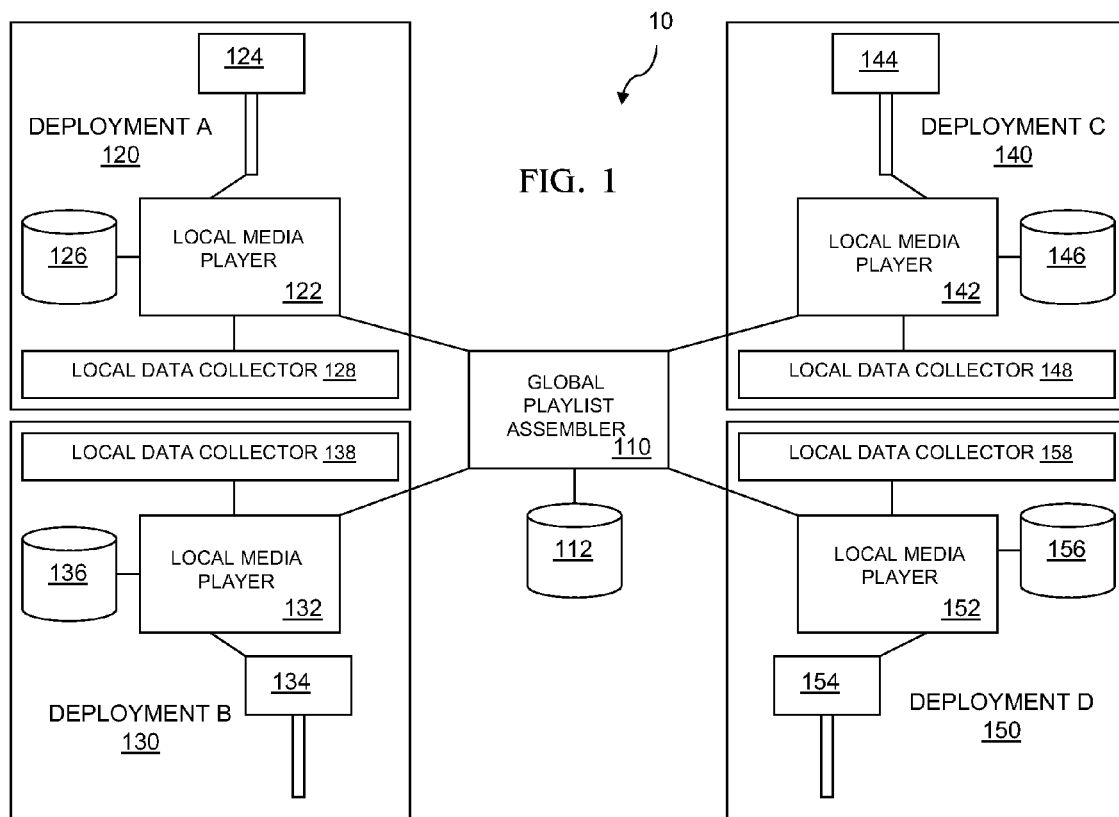 10
FIG. 1
124
DEPLOYMENT A
120
126
LOCAL MEDIA
PLAYER
122
LOCAL DATA COLLECTOR 128
144
DEPLOYMENT C
140
LOCAL MEDIA
PLAYER
142
146
LOCAL DATA COLLECTOR 148
GLOBAL
PLAYLIST
ASSEMBLER
110
112
LOCAL DATA COLLECTOR 138
136
LOCAL MEDIA
PLAYER
132
134
DEPLOYMENT B
130
LOCAL DATA COLLECTOR 158
LOCAL MEDIA
PLAYER
152
156
154
DEPLOYMENT D
150